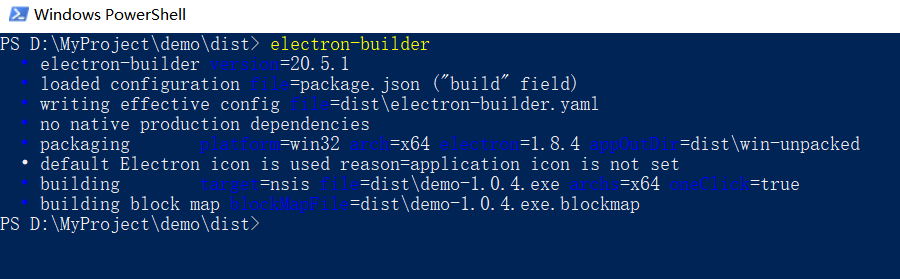 Windows PowerShell
PS D:\MyProject\demo\dist> electron-builder
• electron-builder version=20.5.1
• loaded configuration file=package.json ("build" field)
• writing effective config file=dist\electron-builder.yaml
• no native production dependencies
• packaging platform=win32 arch=x64 electron=1.8.4 appOutDir=dist\win-unpacked
• default Electron icon is used reason=application icon is not set
• building target=nsis file=dist\demo-1.0.4.exe archs=x64 oneClick=true
• building block map blockMapFile=dist\demo-1.0.4.exe.blockmap
PS D:\MyProject\demo\dist>